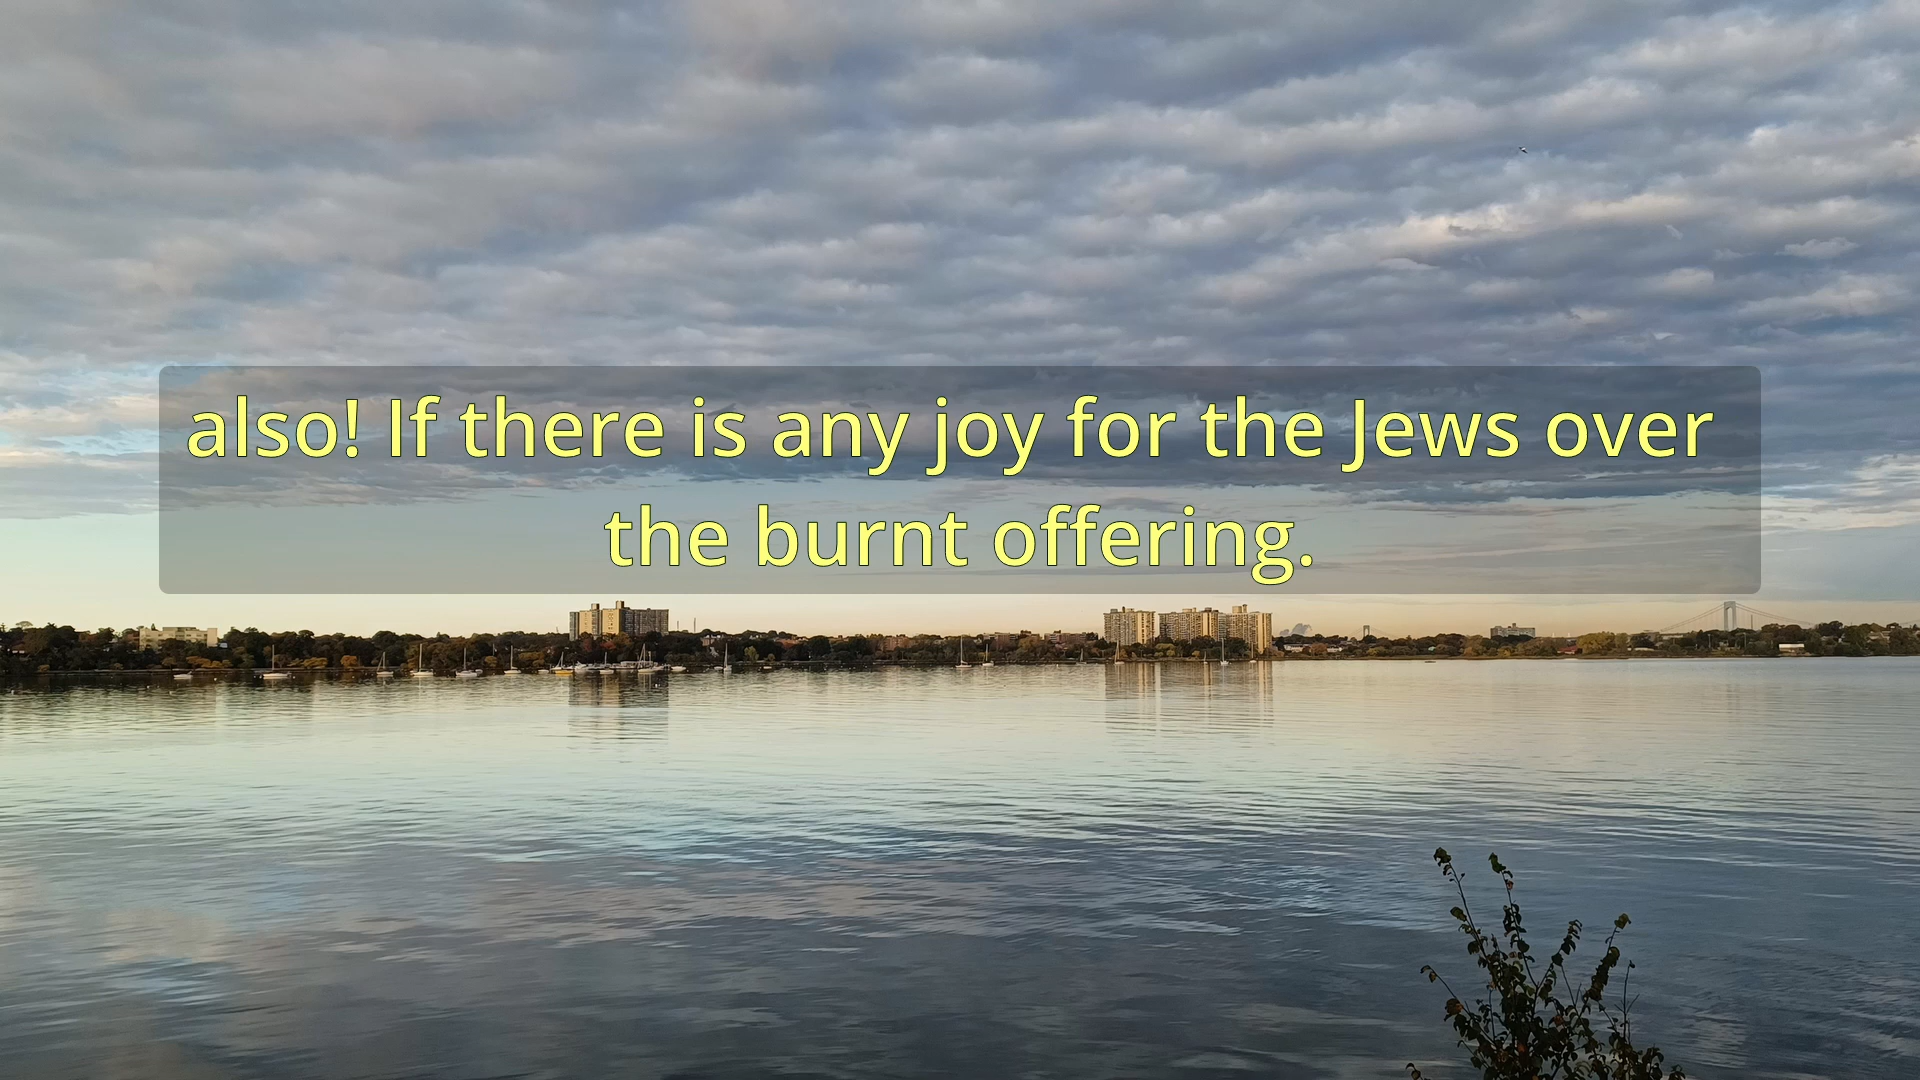 also! If there is any joy for the Jews over
the burnt offering.